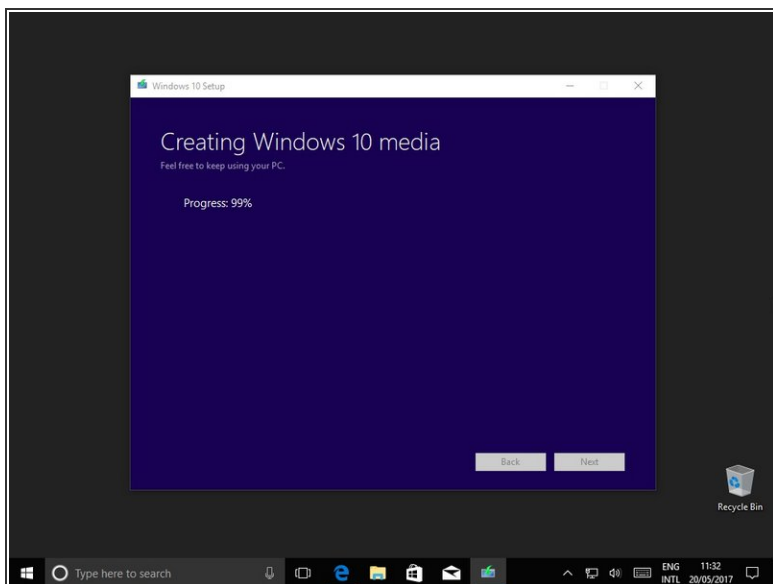 Windows 10 Setup
Creating Windows 10 media
Feel free to keep using your PC.
Progress: 99%
Back
Next
Recycle Bin
Type here to search
ENG
INTL
11:32
20/05/2017